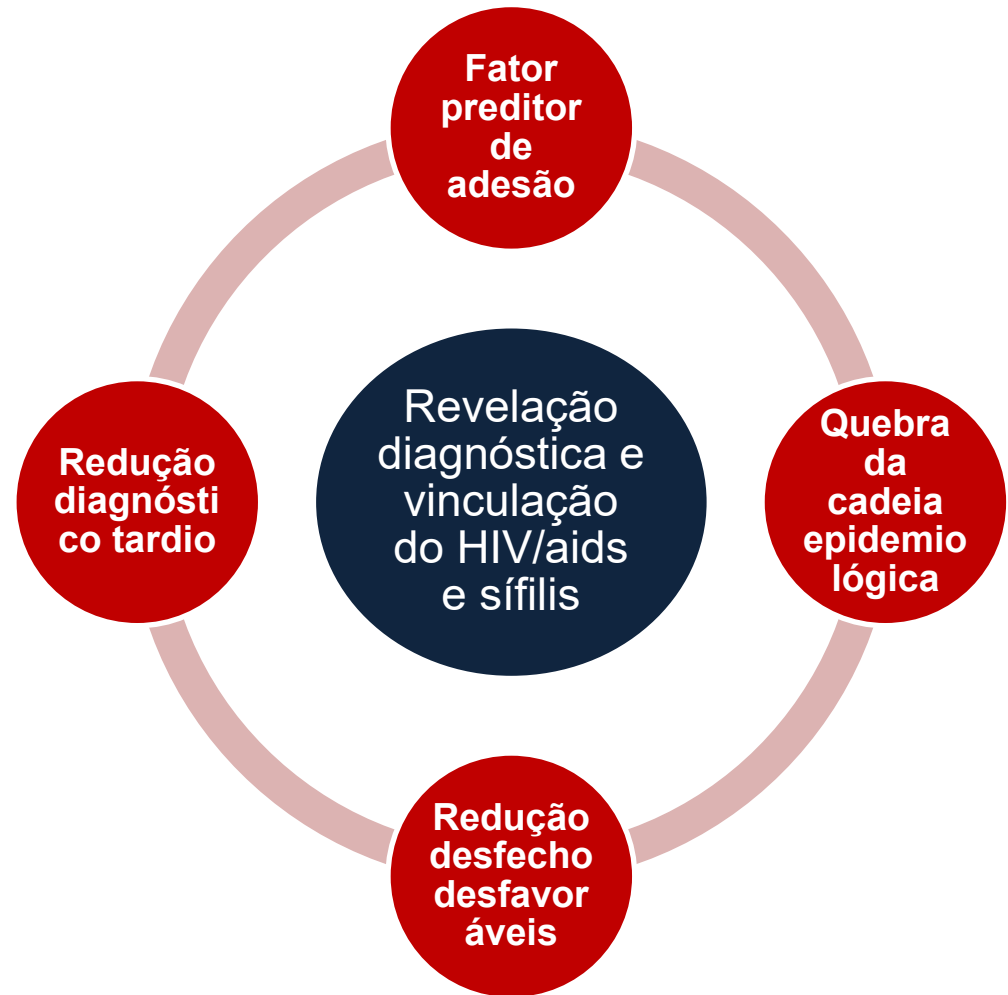 Fator
preditor
de
adesão
Revelação
diagnóstica e
vinculação
do HIV/aids
e sífilis
Quebra
da
cadeia
epidemio
lógica
Redução
desfecho
desfavor
áveis
Redução
diagnósti
co tardio